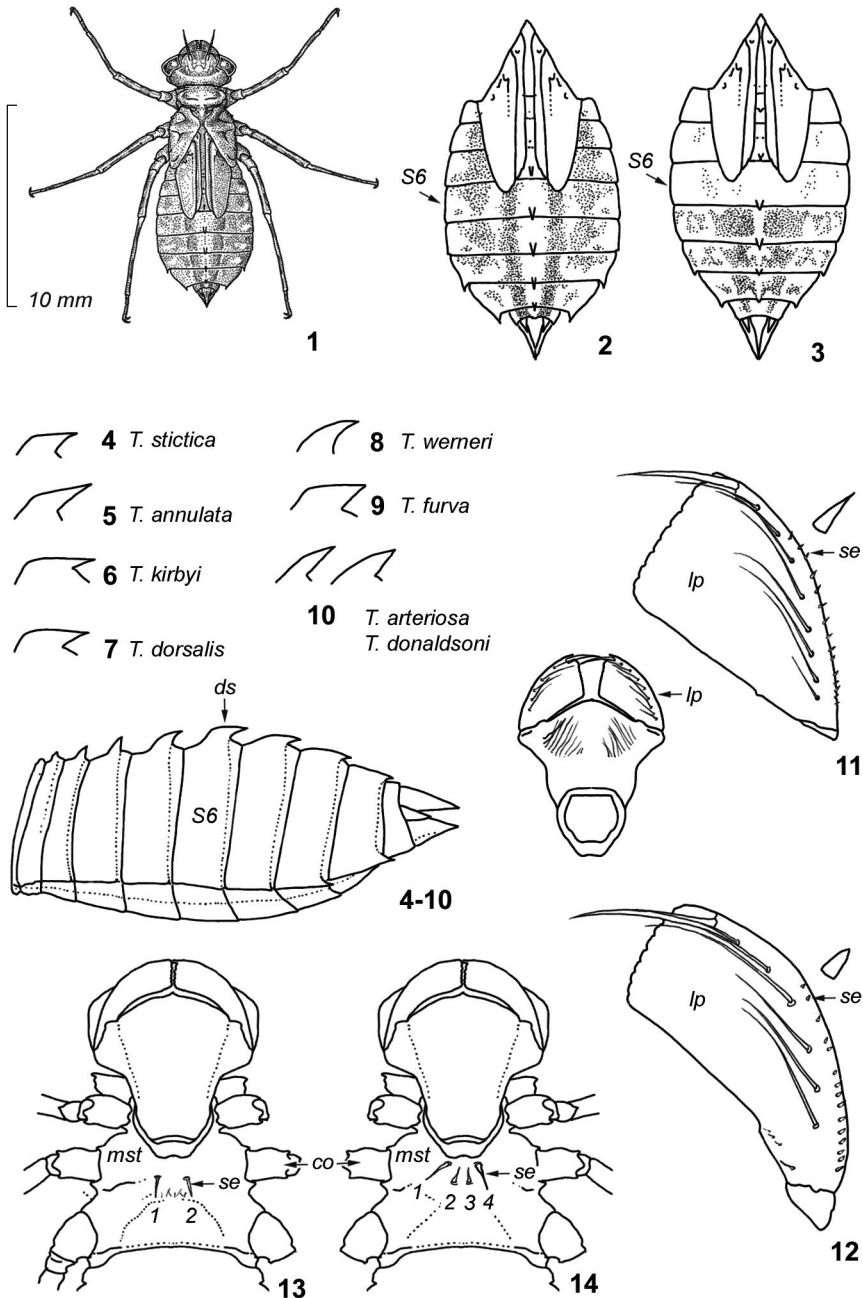 10 mm
1
S6
2
S6
3
4 T. stictica
5 T. annulata
6 T. kirbyi
7 T. dorsalis
8 T. werneri
9 T. furva
10 T. arteriosa
T. donaldsoni
ds
S6
4-10
lp
lp
se
11
lp
se
12
mst
se
1 2
13
co
mst
se
1 2 3 4
14